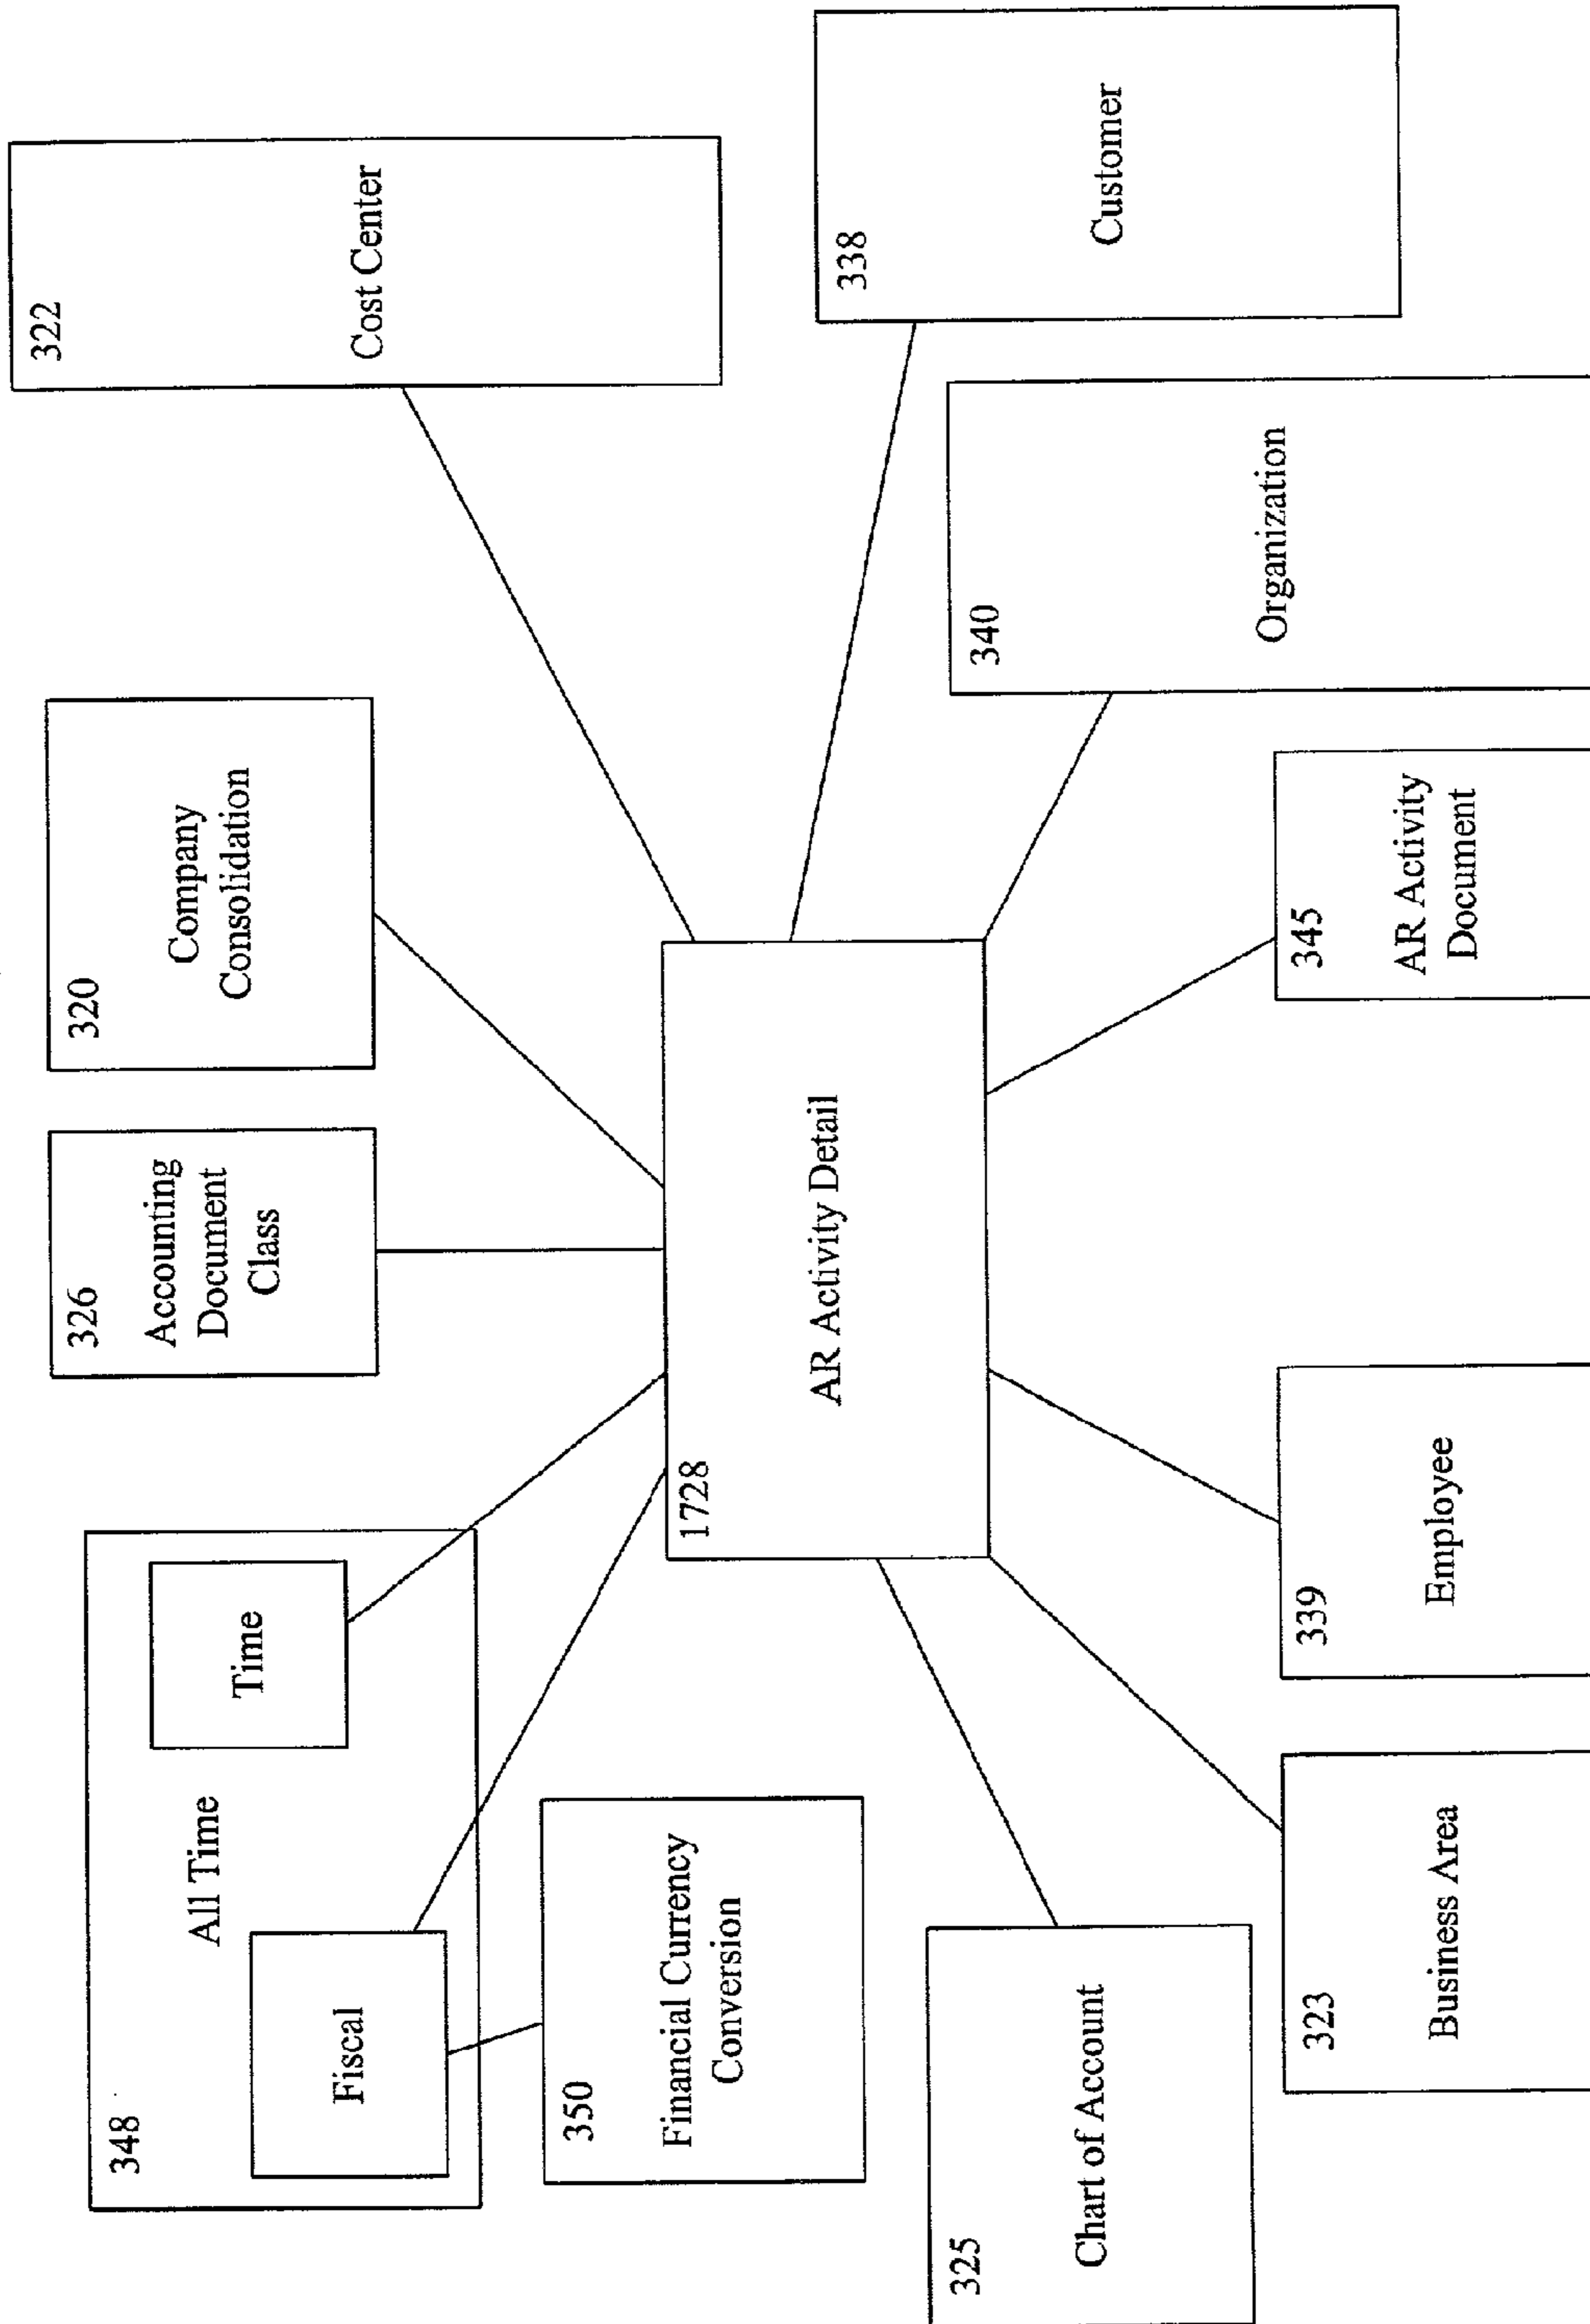 348
All Time
Fiscal
Time
326
Accounting
Document
Class
320
Company
Consolidation
322
Cost Center
350
Financial Currency
Conversion
1728
AR Activity Detail
338
Customer
325
Chart of Account
340
Organization
323
Business Area
339
Employee
345
AR Activity
Document